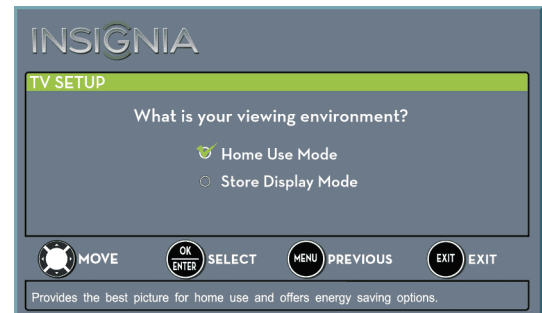 INSIGNIA
TV SETUP
What is your viewing environment?
Home Use Mode
Store Display Mode
MOVE OK ENTER SELECT MENU PREVIOUS EXIT EXIT
Provides the best picture for home use and offers energy saving options.